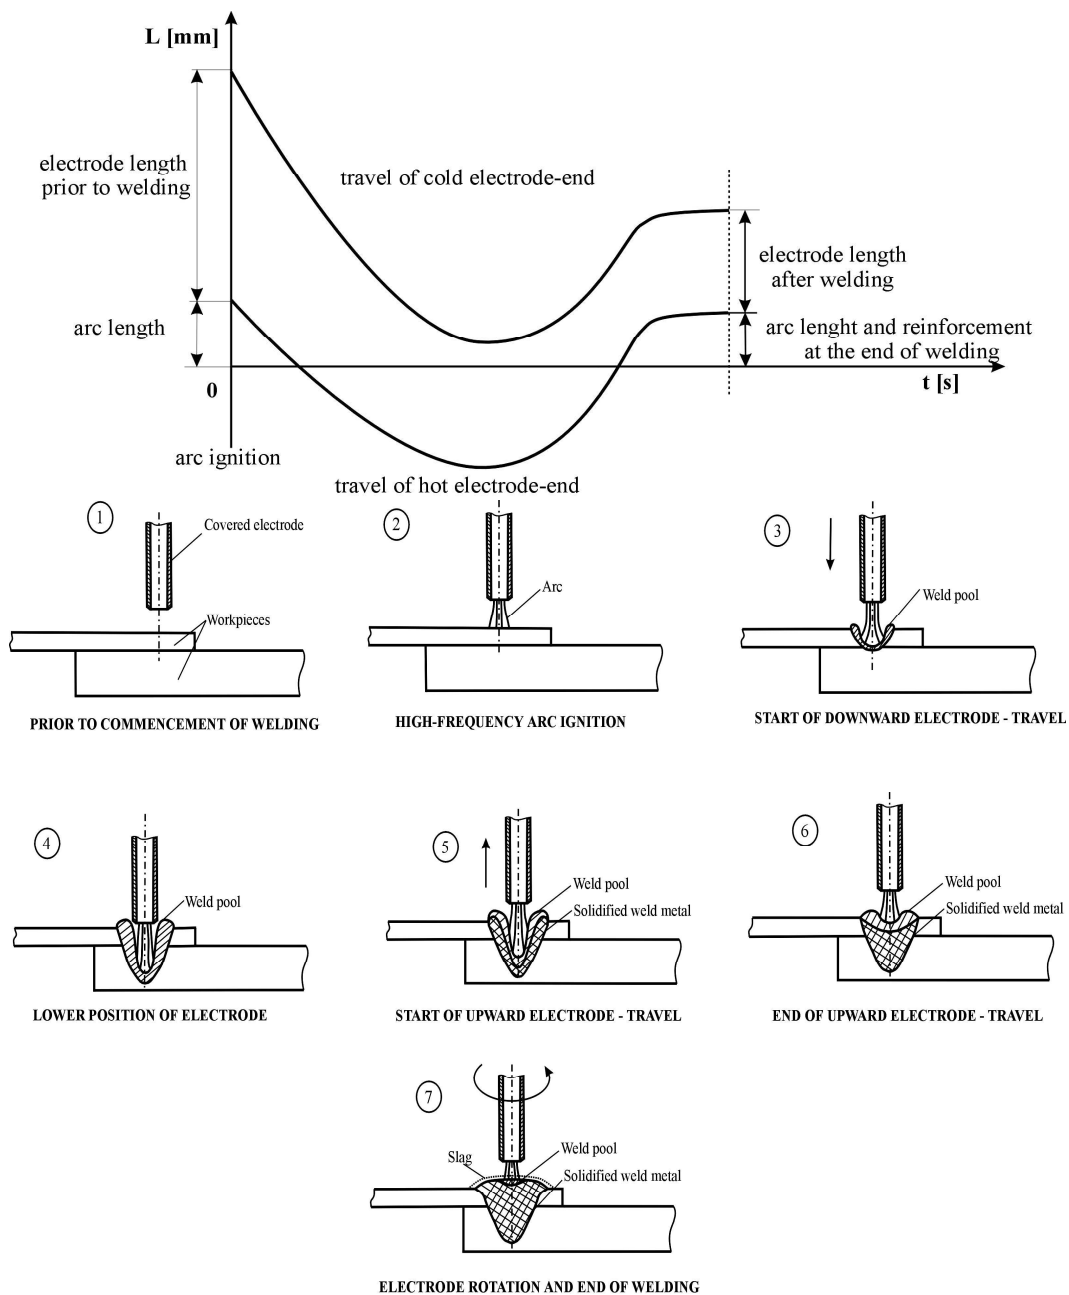 L [mm]
electrode length
prior to welding
travel of cold electrode-end
electrode length
after welding
arc length
arc lenght and reinforcement
at the end of welding
0
t [s]
arc ignition
travel of hot electrode-end
1
Covered electrode
Workpieces
PRIOR TO COMMENCEMENT OF WELDING
2
Arc
HIGH-FREQUENCY ARC IGNITION
3
Weld pool
START OF DOWNWARD ELECTRODE - TRAVEL
4
Weld pool
LOWER POSITION OF ELECTRODE
5
Weld pool
Solidified weld metal
START OF UPWARD ELECTRODE - TRAVEL
6
Weld pool
Solidified weld metal
END OF UPWARD ELECTRODE - TRAVEL
7
Slag
Weld pool
Solidified weld metal
ELECTRODE ROTATION AND END OF WELDING